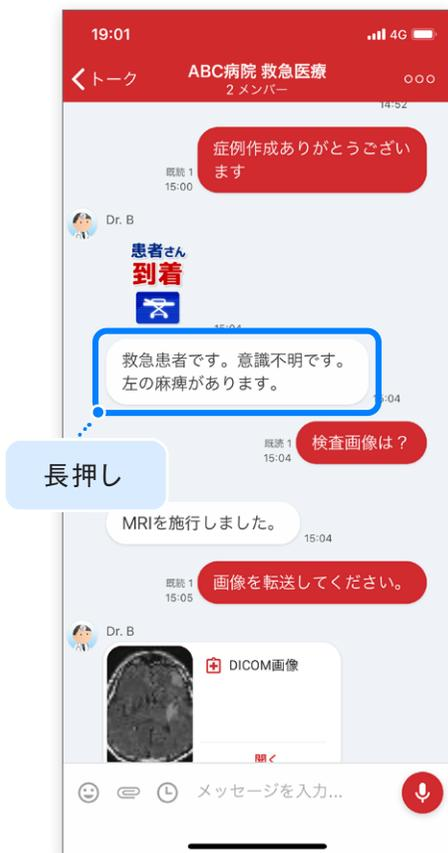 19:01
4G
トーク
ABC病院 救急医療
2 メンバー
14:52
症例作成ありがとうござい
ます
既読 1
15:00
Dr. B
患者さん
到着
15:04
救急患者です。意識不明です。
左の麻痺があります。
15:04
長押し
検査画像は？
既読 1
15:04
MRIを施行しました。
15:04
画像を転送してください。
既読 1
15:05
Dr. B
DICOM画像
開く
メッセージを入力...